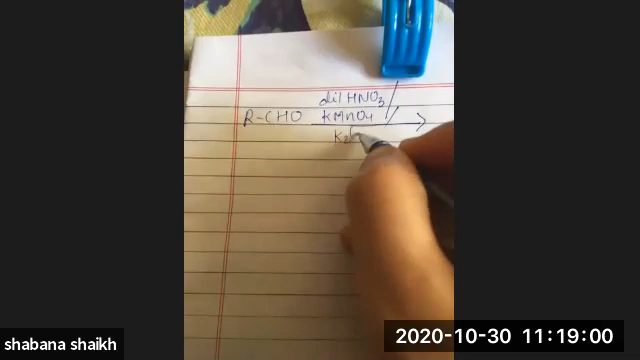 dil HNO3 /
R-CHO KMnO4 /
K2
shabana shaikh
2020-10-30 11:19:00